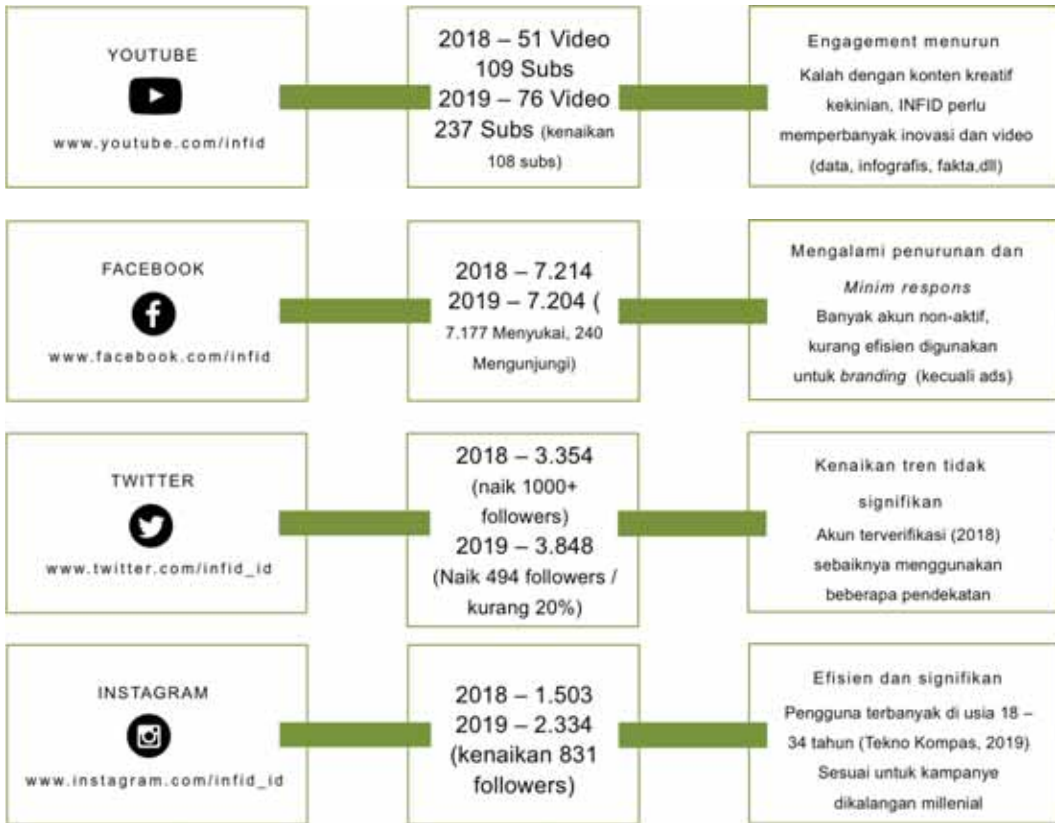 YOUTUBE
www.youtube.com/infid
2018 – 51 Video
109 Subs
2019 – 76 Video
237 Subs (kenaikan
108 subs)
Engagement menurun
Kalah dengan konten kreatif
kekinian, INFID perlu
memperbanyak inovasi dan video
(data, infografis, fakta,dll)
FACEBOOK
www.facebook.com/infid
2018 – 7.214
2019 – 7.204 (
7.177 Menyukai, 240
Mengunjungi)
Mengalami penurunan dan
Minim respons
Banyak akun non-aktif,
kurang efisien digunakan
untuk branding (kecuali ads)
TWITTER
www.twitter.com/infid_id
2018 – 3.354
(naik 1000+
followers)
2019 – 3.848
(Naik 494 followers /
kurang 20%)
Kenaikan tren tidak
signifikan
Akun terverifikasi (2018)
sebaiknya menggunakan
beberapa pendekatan
INSTAGRAM
www.instagram.com/infid_id
2018 – 1.503
2019 – 2.334
(kenaikan 831
followers)
Efisien dan signifikan
Pengguna terbanyak di usia 18 –
34 tahun (Tekno Kompas, 2019)
Sesuai untuk kampanye
dikalangan millenial